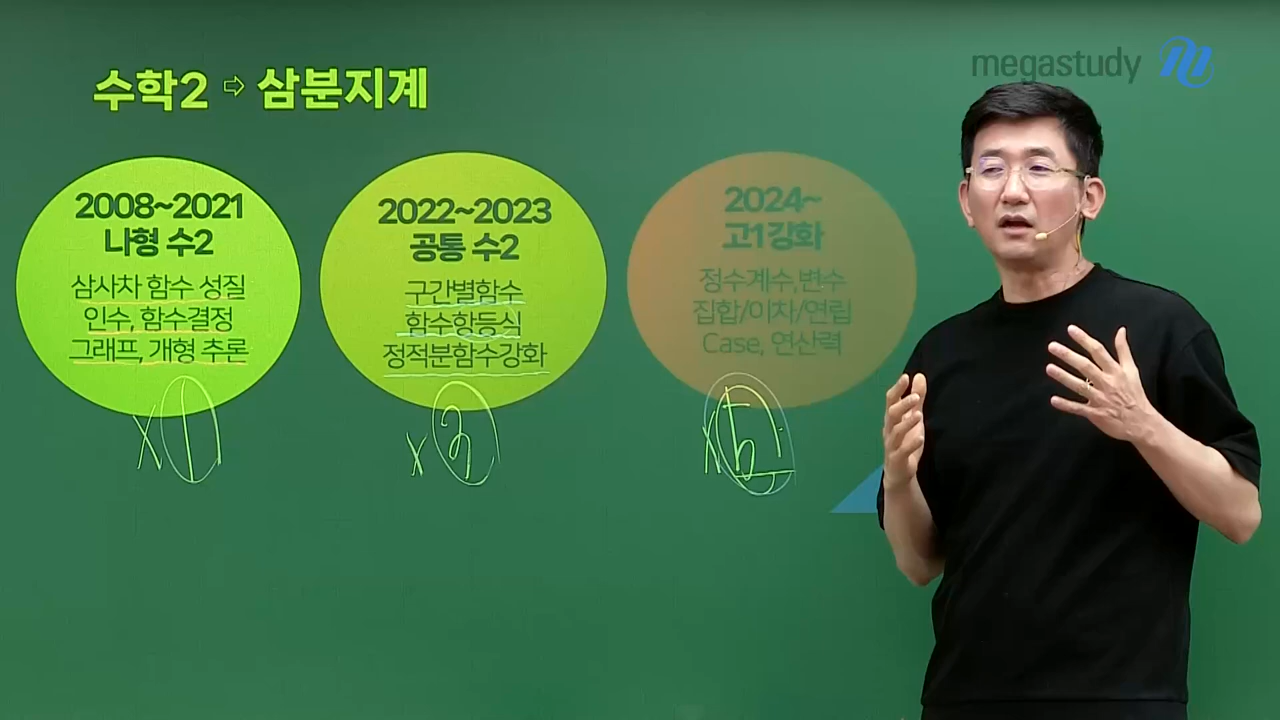 megastudy
수학2 ⇨ 삼분지계
2008~2021
나형 수2
삼사차 함수 성질
인수, 함수결정
그래프, 개형 추론
×1
2022~2023
공통 수2
구간별함수
함수항등식
정적분함수강화
×3
2024~
고1강화
정수계수,변수
집합/이차/연립
Case, 연산력
×5